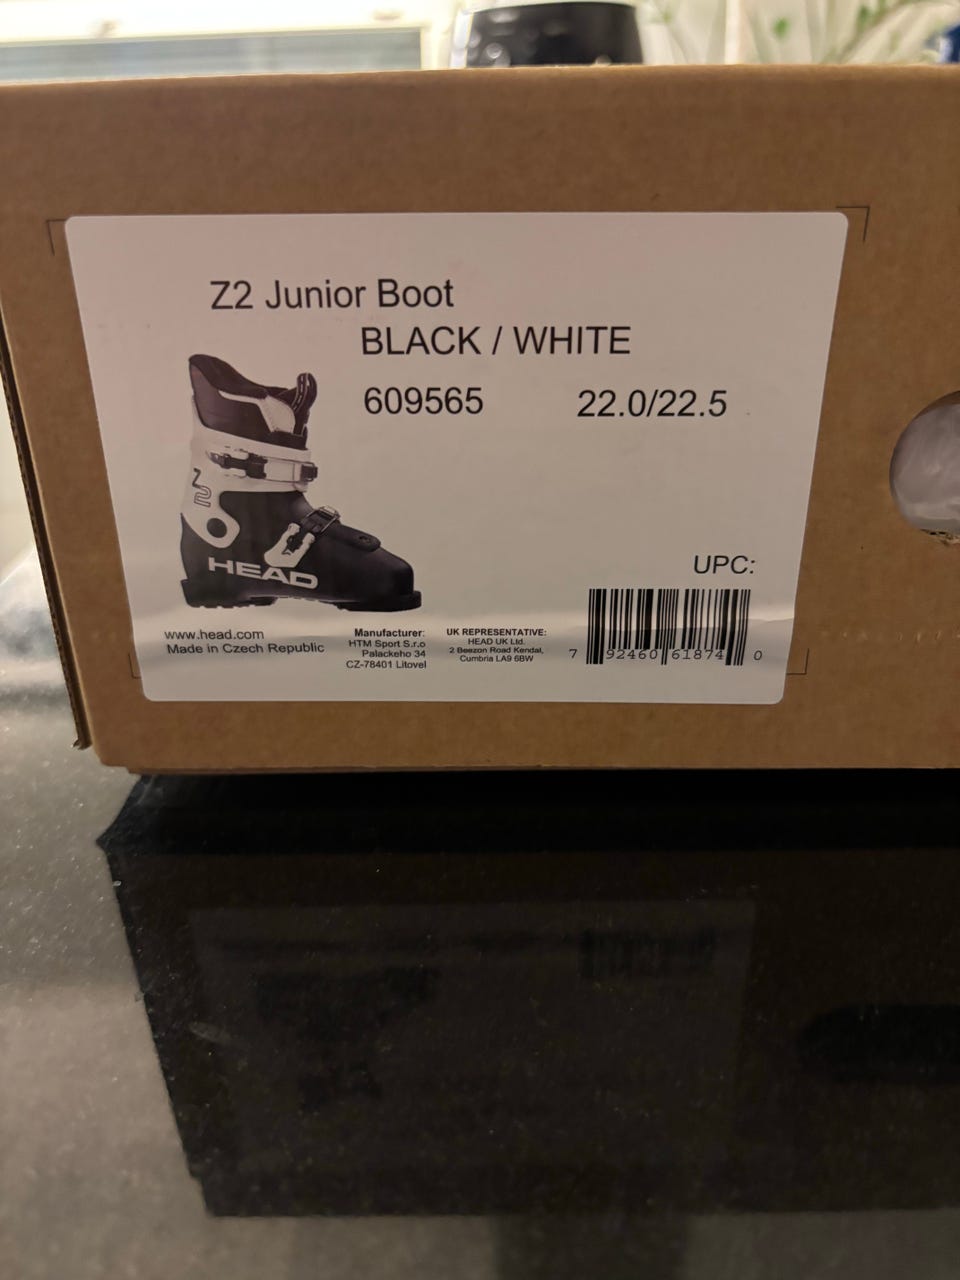 Z2 Junior Boot
BLACK / WHITE
609565 22.0/22.5
Z2
HEAD
UPC:
www.head.com
Made in Czech Republic
Manufacturer:
HTM Sport S.r.o
Palackeho 34
CZ-78401 Litovel
UK REPRESENTATIVE:
HEAD UK Ltd.
2 Beezon Road Kendal,
Cumbria LA9 6BW
7 92460 61874 0